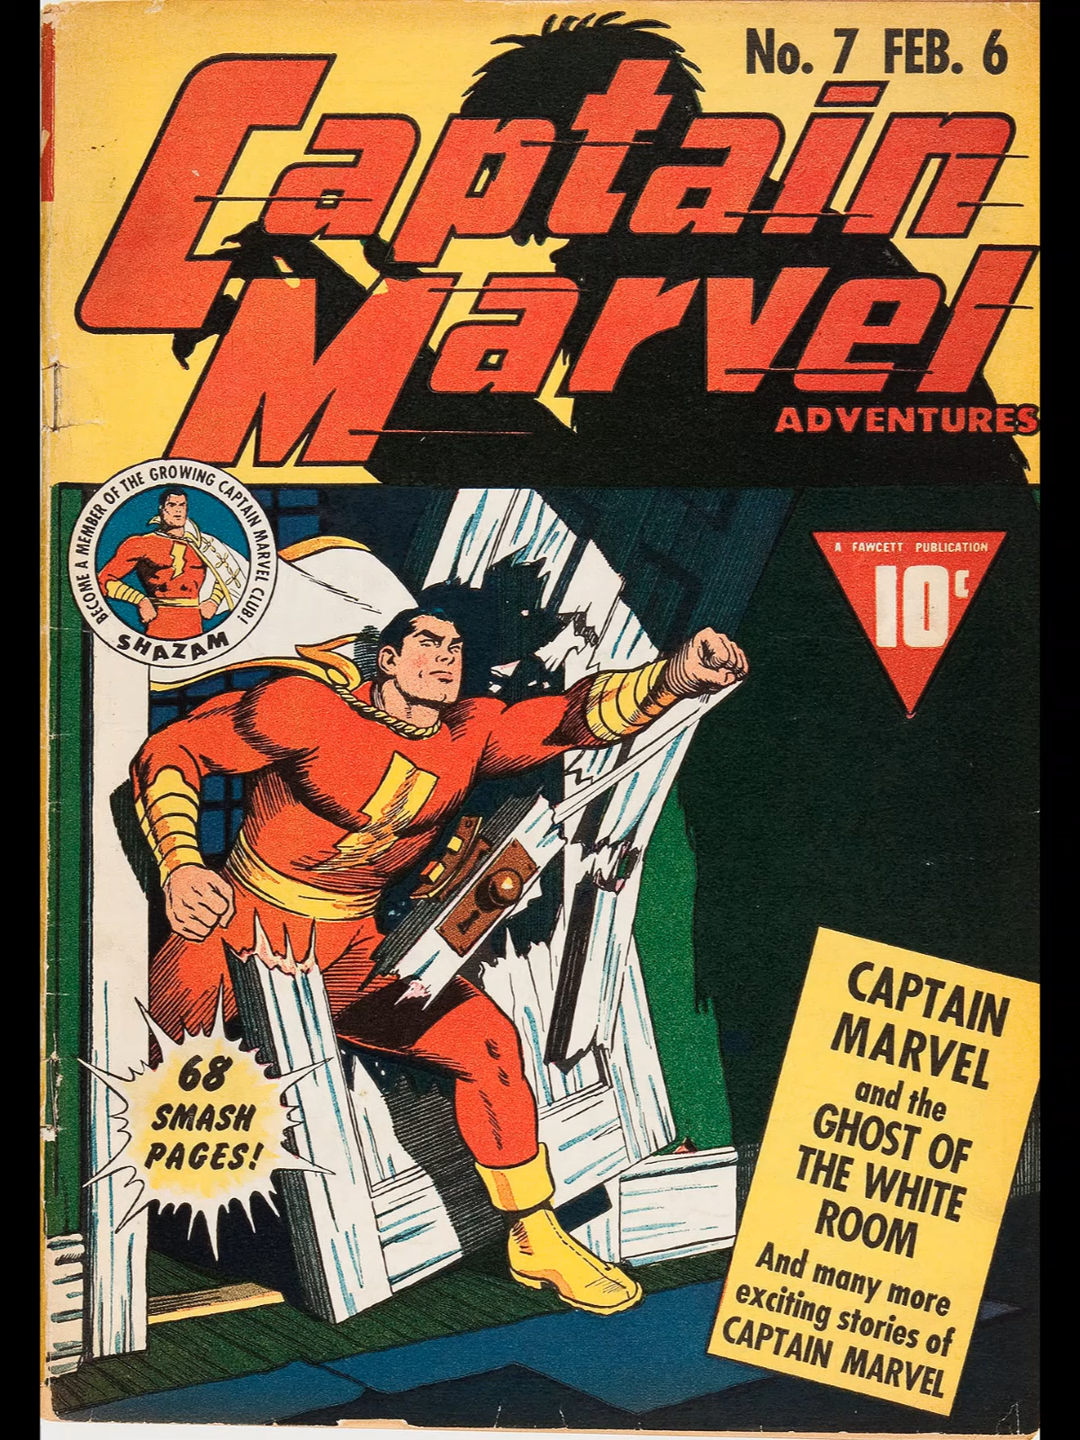 No. 7 FEB. 6
Captain
Marvel
ADVENTURES
BECOME A MEMBER OF THE GROWING CAPTAIN MARVEL CLUB!
SHAZAM
A FAWCETT PUBLICATION
10¢
68
SMASH
PAGES!
CAPTAIN
MARVEL
and the
GHOST OF
THE WHITE
ROOM
And many more
exciting stories of
CAPTAIN MARVEL